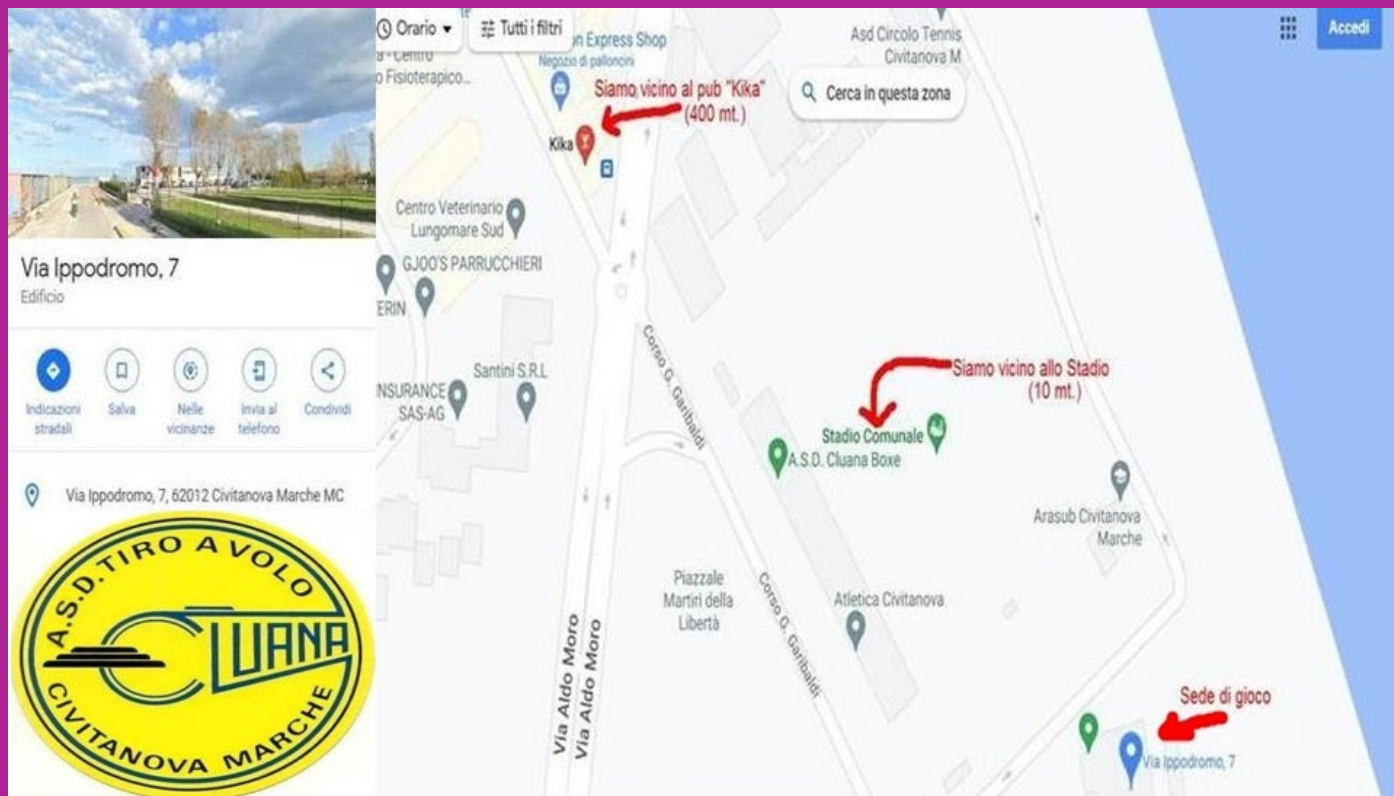 Via Ippodromo, 7
Edificio
Indicazioni
stradali
Salva
Nelle
vicinanze
Invia al
telefono
Condividi
Via Ippodromo, 7, 62012 Civitanova Marche MC
A.S.D. TIRO A VOLO
CLUANA
CIVITANOVA MARCHE
Orario
Tutti i filtri
Express Shop
Negozio di palloncini
Centro
o Fisioterapico...
Siamo vicino al pub "Kika"
(400 mt.)
Kika
Asd Circolo Tennis
Civitanova M
Cerca in questa zona
Accedi
Centro Veterinario
Lungomare Sud
GJOO'S PARRUCCHIERI
ERIN
Santini S.R.L
INSURANCE
SAS-AG
Corso G. Garibaldi
Siamo vicino allo Stadio
(10 mt.)
Stadio Comunale
A.S.D. Cluana Boxe
Arasub Civitanova
Marche
Piazzale
Martiri della
Libertà
Corso G. Garibaldi
Atletica Civitanova
Via Aldo Moro
Via Aldo Moro
Sede di gioco
Via Ippodromo, 7